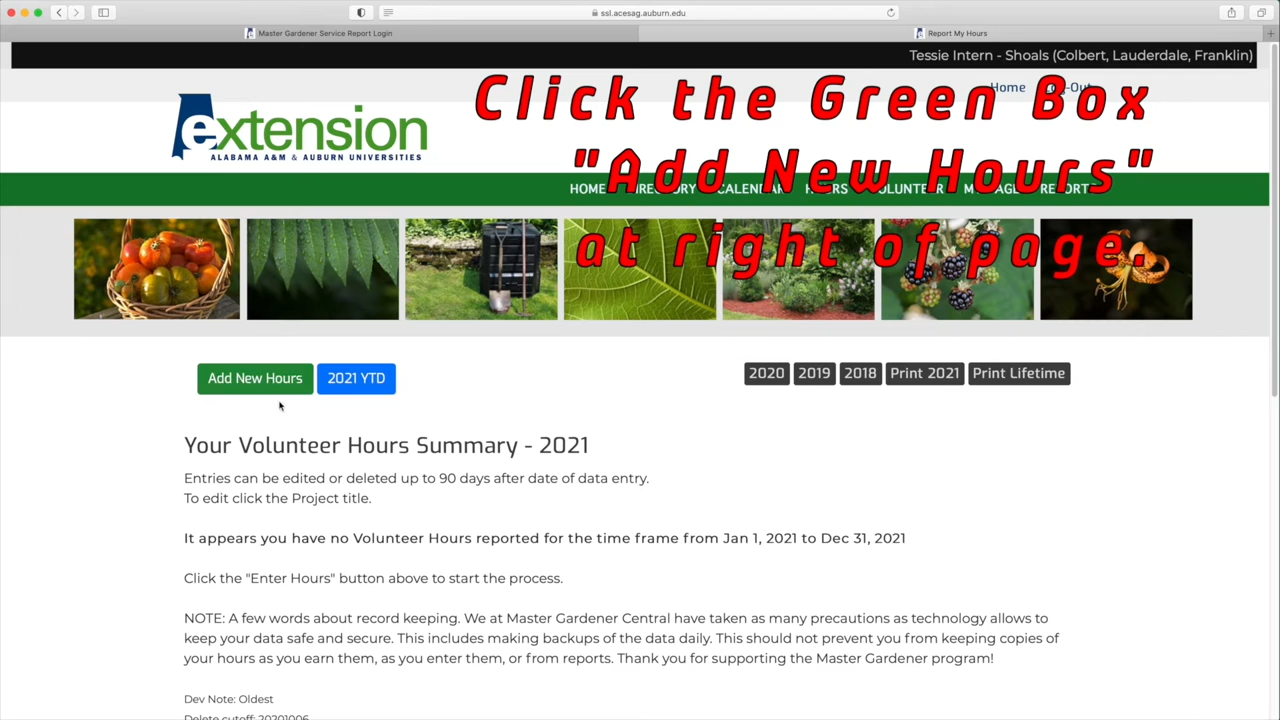 ssl.acesag.auburn.edu
Master Gardener Service Report Login
Report My Hours
Tessie Intern - Shoals (Colbert, Lauderdale, Franklin)
Home
Click the Green Box
"Add New Hours"
at right of page.
extension
ALABAMA A&M & AUBURN UNIVERSITIES
HOME
Add New Hours
2021 YTD
2020
2019
2018
Print 2021
Print Lifetime
Your Volunteer Hours Summary - 2021
Entries can be edited or deleted up to 90 days after date of data entry.
To edit click the Project title.
It appears you have no Volunteer Hours reported for the time frame from Jan 1, 2021 to Dec 31, 2021
Click the "Enter Hours" button above to start the process.
NOTE: A few words about record keeping. We at Master Gardener Central have taken as many precautions as technology allows to
keep your data safe and secure. This includes making backups of the data daily. This should not prevent you from keeping copies of
your hours as you earn them, as you enter them, or from reports. Thank you for supporting the Master Gardener program!
Dev Note: Oldest
Delete cutoff: 20201006